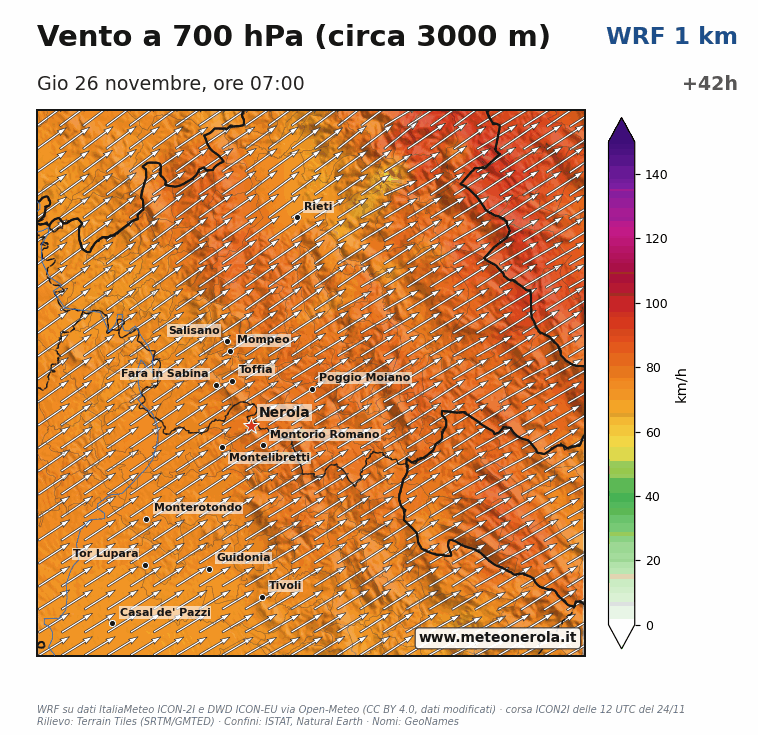 Vento a 700 hPa (circa 3000 m)
WRF 1 km
Gio 26 novembre, ore 07:00
+42h
Rieti
Salisano
Mompeo
Fara in Sabina
Toffia
Poggio Moiano
Nerola
Montorio Romano
Montelibretti
Monterotondo
Tor Lupara
Guidonia
Tivoli
Casal de' Pazzi
www.meteonerola.it
140
120
100
80
60
40
20
0
km/h
WRF su dati ItaliaMeteo ICON-2I e DWD ICON-EU via Open-Meteo (CC BY 4.0, dati modificati) · corsa ICON2I delle 12 UTC del 24/11
Rilievo: Terrain Tiles (SRTM/GMTED) · Confini: ISTAT, Natural Earth · Nomi: GeoNames